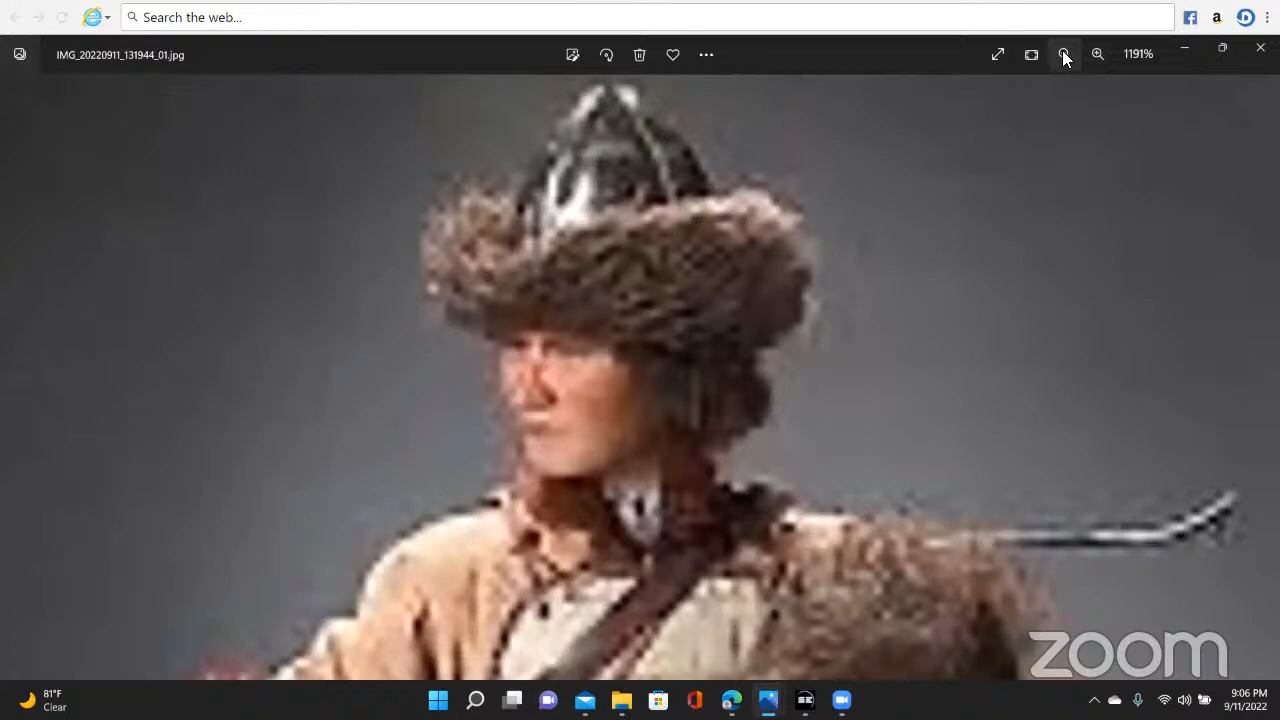 Search the web...
IMG_20220911_131944_01.jpg
1191%
zoom
81°F
Clear
9:06 PM
9/11/2022